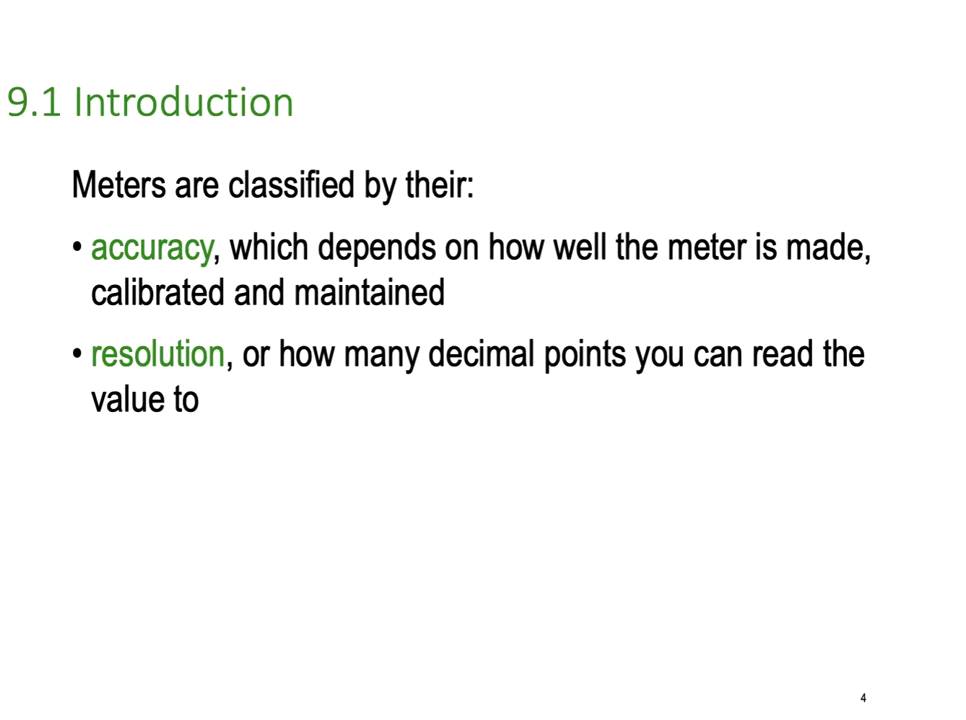 9.1 Introduction
Meters are classified by their:
• accuracy, which depends on how well the meter is made,
calibrated and maintained
• resolution, or how many decimal points you can read the
value to
4